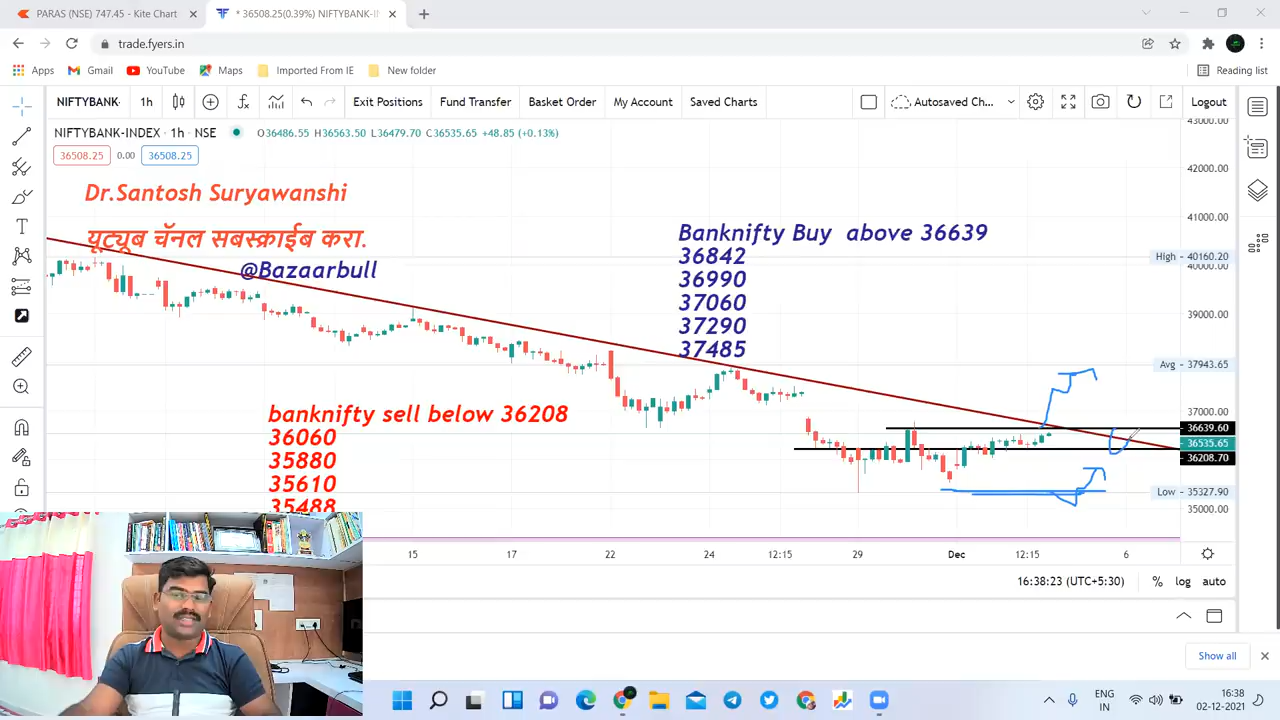 PARAS (NSE) 747.45 - Kite Chart
* 36508.25(0.39%) NIFTYBANK-IN
trade.fyers.in
Apps Gmail YouTube Maps Imported From IE New folder Reading list
NIFTYBANK- 1h Exit Positions Fund Transfer Basket Order My Account Saved Charts Autosaved Ch... Logout
NIFTYBANK-INDEX · 1h · NSE O36486.55 H36563.50 L36479.70 C36535.65 +48.85 (+0.13%)
36508.25 0.00 36508.25
43000.00
42000.00
41000.00
High 40160.20
40000.00
39000.00
Avg 37943.65
37000.00
36639.60
36535.65
36208.70
Low 35327.90
35000.00
Dr.Santosh Suryawanshi
यूट्यूब चॅनल सबस्क्राईब करा.
@Bazaarbull
Banknifty Buy above 36639
36842
36990
37060
37290
37485
banknifty sell below 36208
36060
35880
35610
35488
15 17 22 24 12:15 29 Dec 12:15 6
16:38:23 (UTC+5:30) % log auto
Show all
ENG
IN
16:38
02-12-2021